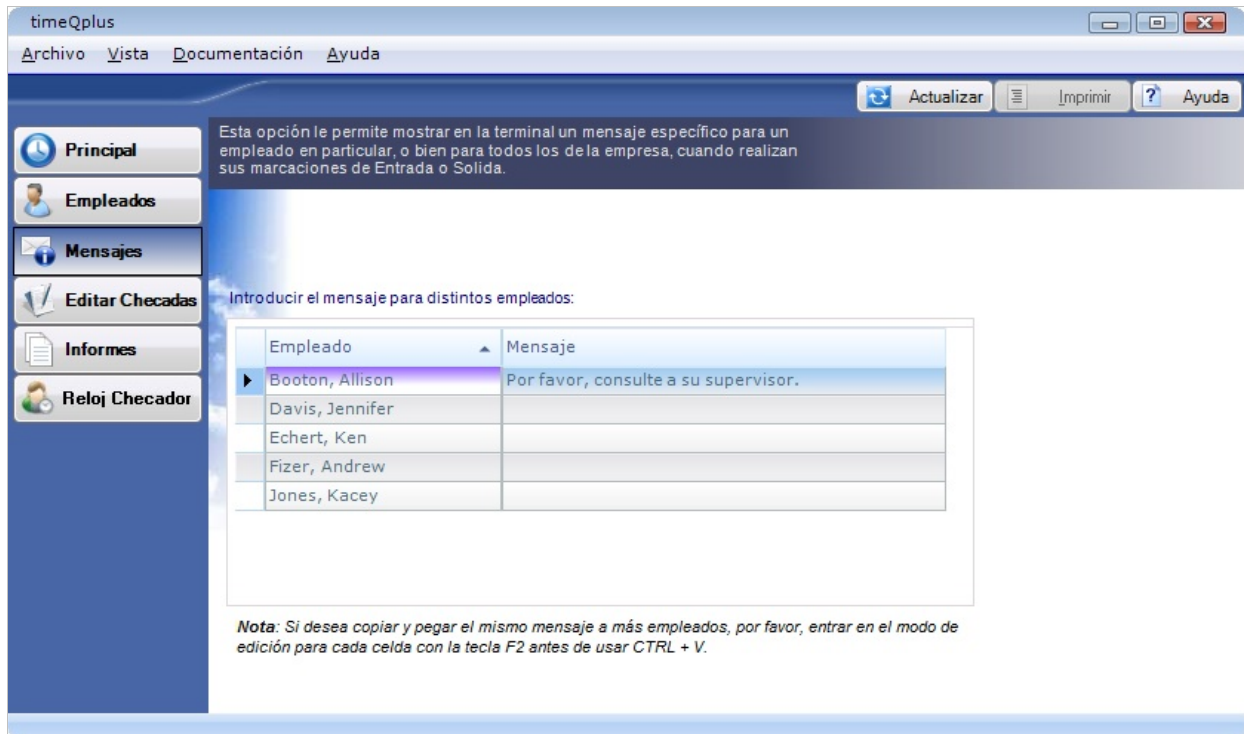 timeQplus
Archivo Vista Documentación Ayuda
Actualizar Imprimir Ayuda
Esta opción le permite mostrar en la terminal un mensaje específico para un
empleado en particular, o bien para todos los de la empresa, cuando realizan
sus marcaciones de Entrada o Solida.
Principal
Empleados
Mensajes
Editar Checadas
Informes
Reloj Checador
Introducir el mensaje para distintos empleados:
Empleado Mensaje
Booton, Allison Por favor, consulte a su supervisor.
Davis, Jennifer
Echert, Ken
Fizer, Andrew
Jones, Kacey
Nota: Si desea copiar y pegar el mismo mensaje a más empleados, por favor, entrar en el modo de
edición para cada celda con la tecla F2 antes de usar CTRL + V.